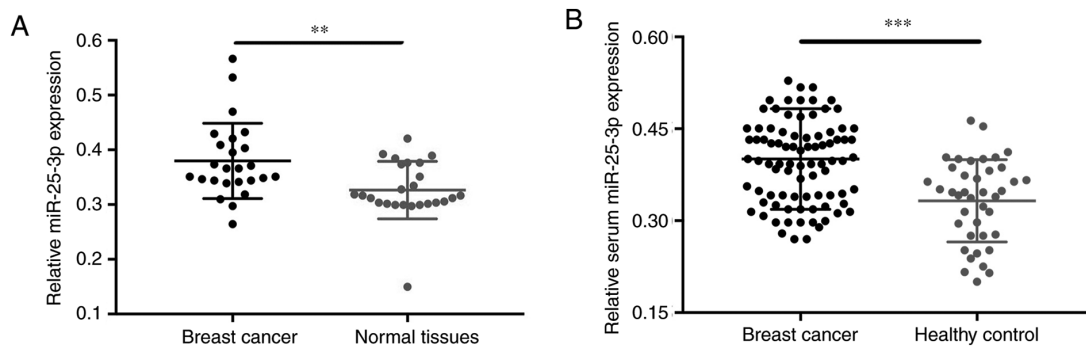 A
**
Relative miR-25-3p expression
0.6
0.5
0.4
0.3
0.2
0.1
Breast cancer
Normal tissues
B
***
Relative serum miR-25-3p expression
0.60
0.45
0.30
0.15
Breast cancer
Healthy control